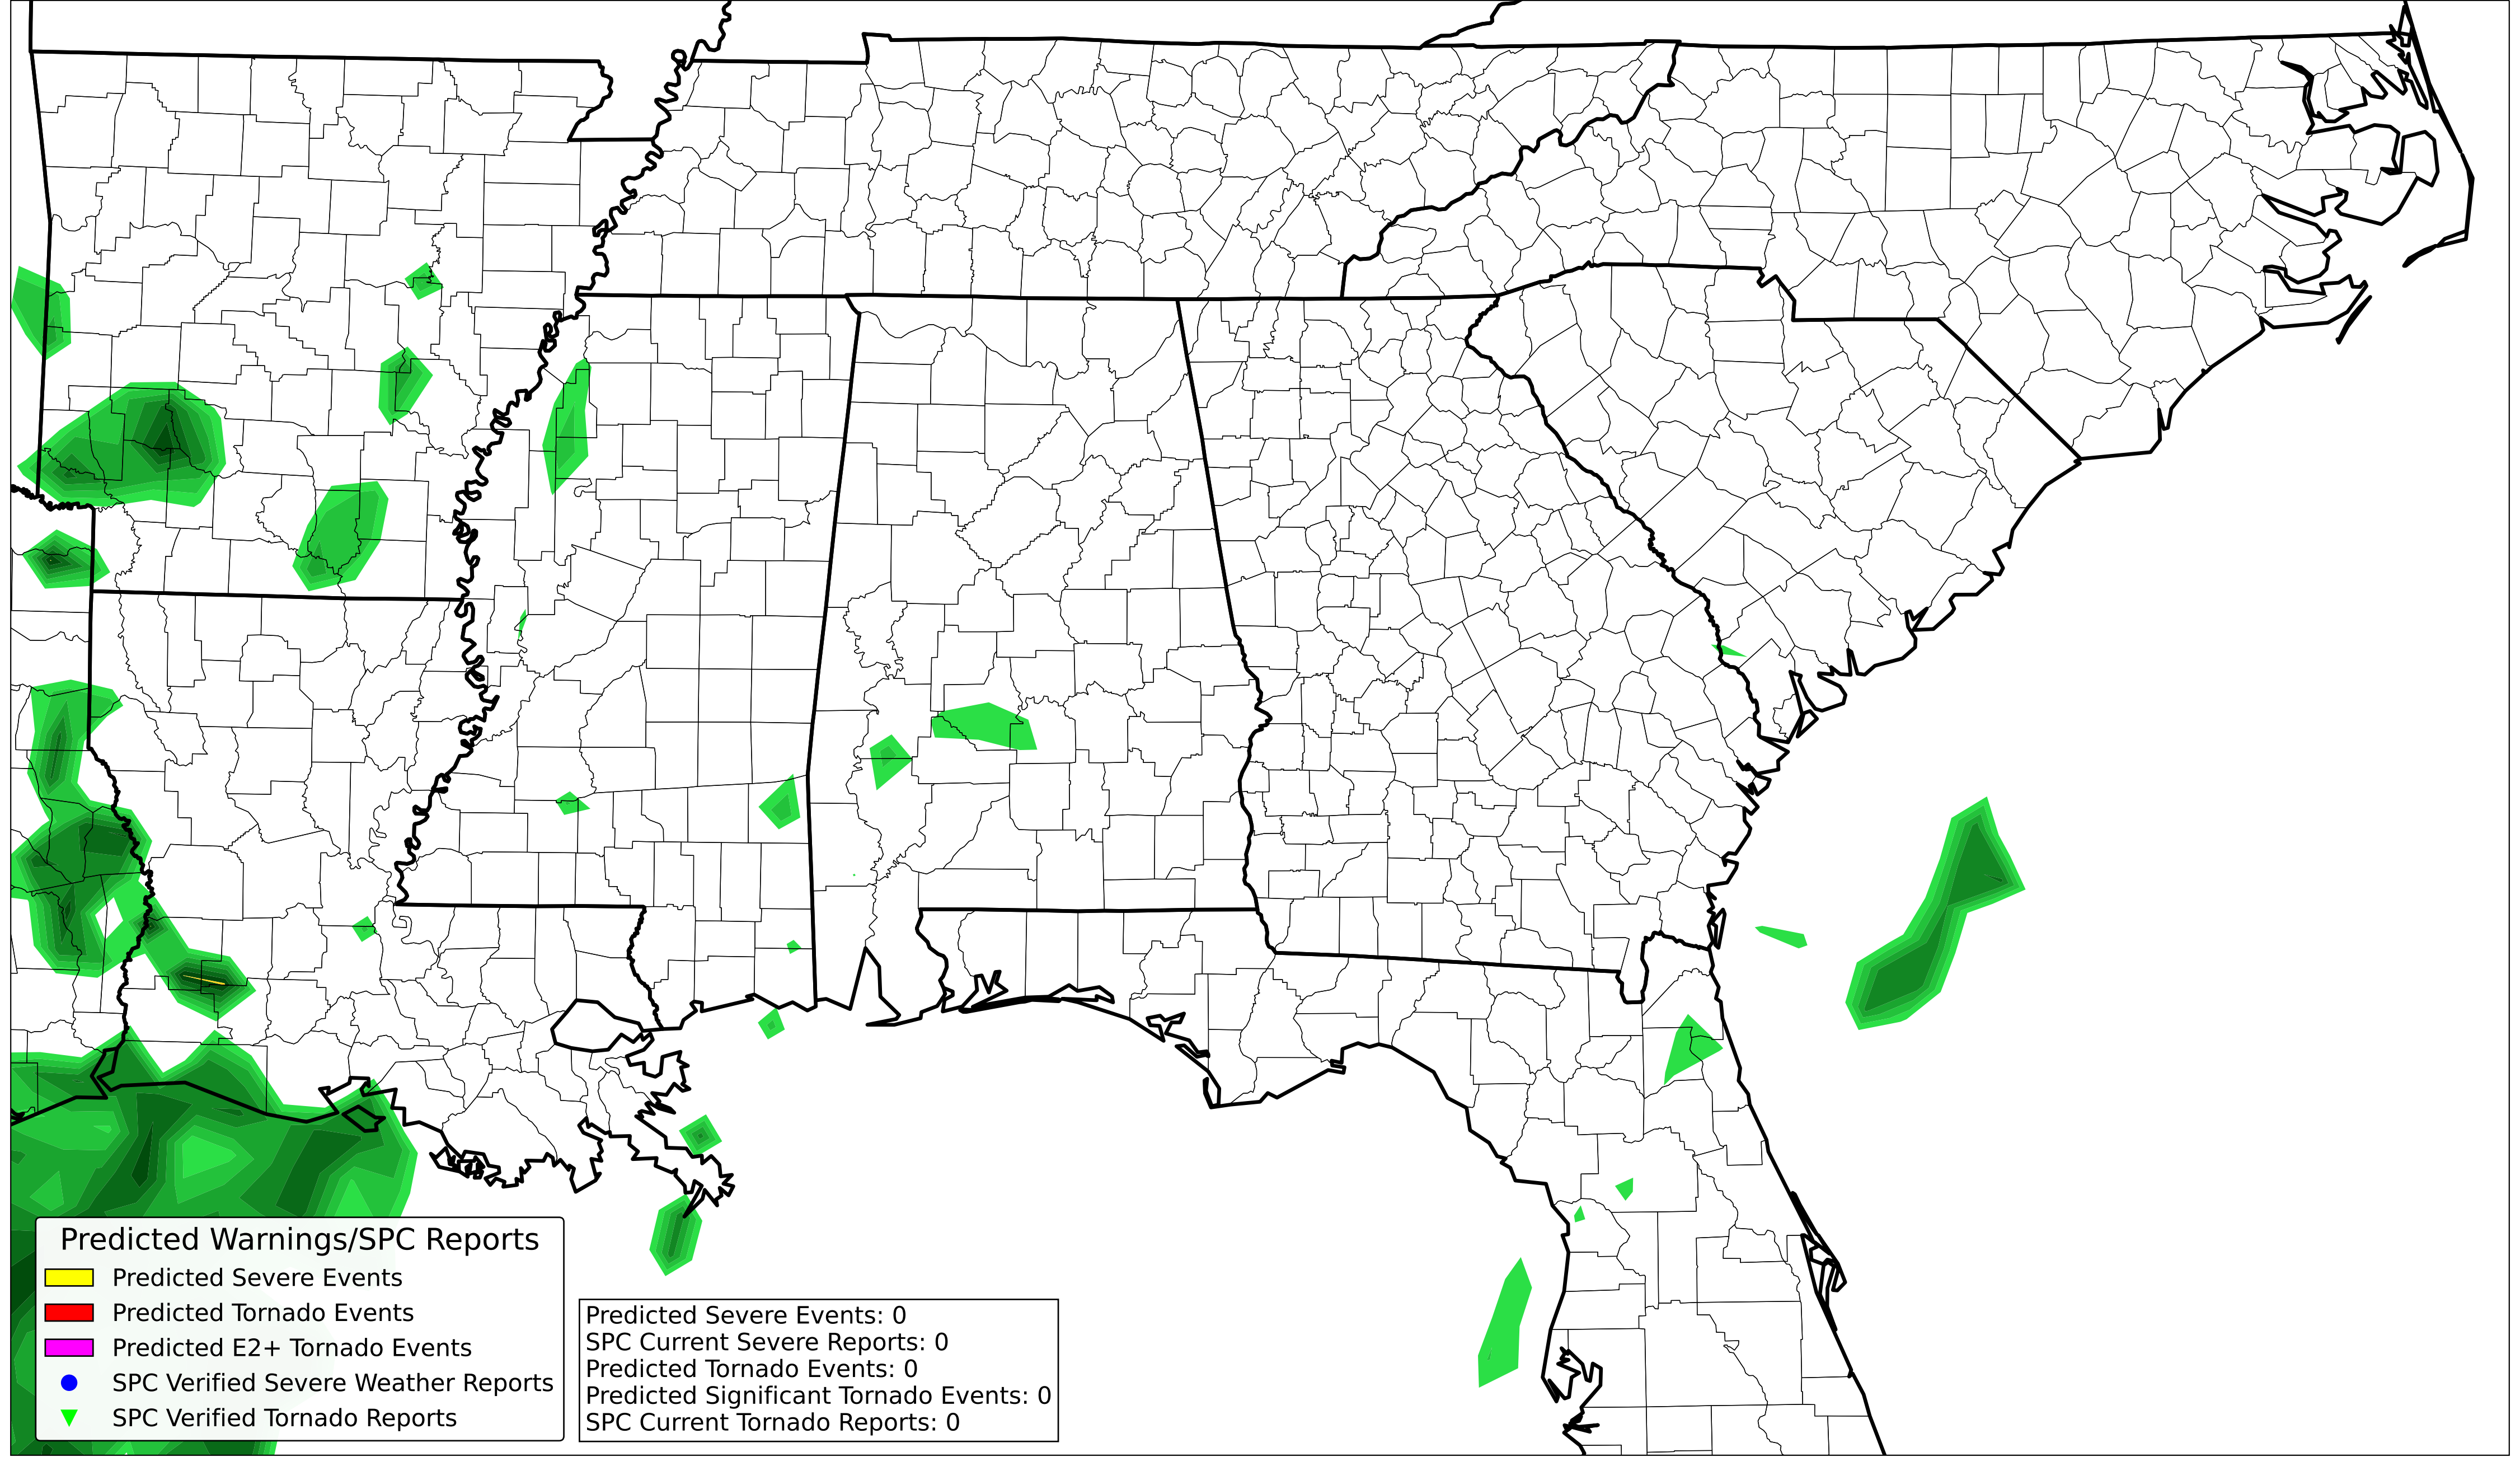 Predicted Warnings/SPC Reports
Predicted Severe Events
Predicted Tornado Events
Predicted E2+ Tornado Events
SPC Verified Severe Weather Reports
SPC Verified Tornado Reports
Predicted Severe Events: 0
SPC Current Severe Reports: 0
Predicted Tornado Events: 0
Predicted Significant Tornado Events: 0
SPC Current Tornado Reports: 0